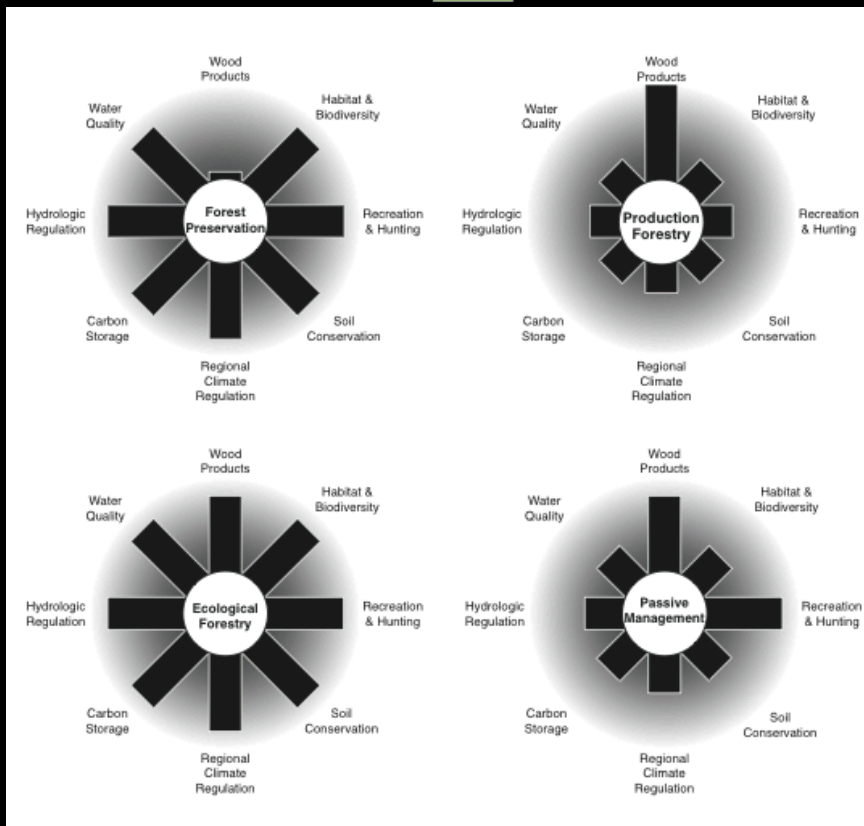 Wood
Products
Water
Quality
Habitat &
Biodiversity
Hydrologic
Regulation
Forest
Preservation
Recreation
& Hunting
Carbon
Storage
Soil
Conservation
Regional
Climate
Regulation
Wood
Products
Water
Quality
Habitat &
Biodiversity
Hydrologic
Regulation
Production
Forestry
Recreation
& Hunting
Carbon
Storage
Soil
Conservation
Regional
Climate
Regulation
Wood
Products
Water
Quality
Habitat &
Biodiversity
Hydrologic
Regulation
Ecological
Forestry
Recreation
& Hunting
Carbon
Storage
Soil
Conservation
Regional
Climate
Regulation
Wood
Products
Water
Quality
Habitat &
Biodiversity
Hydrologic
Regulation
Passive
Management
Recreation
& Hunting
Carbon
Storage
Soil
Conservation
Regional
Climate
Regulation